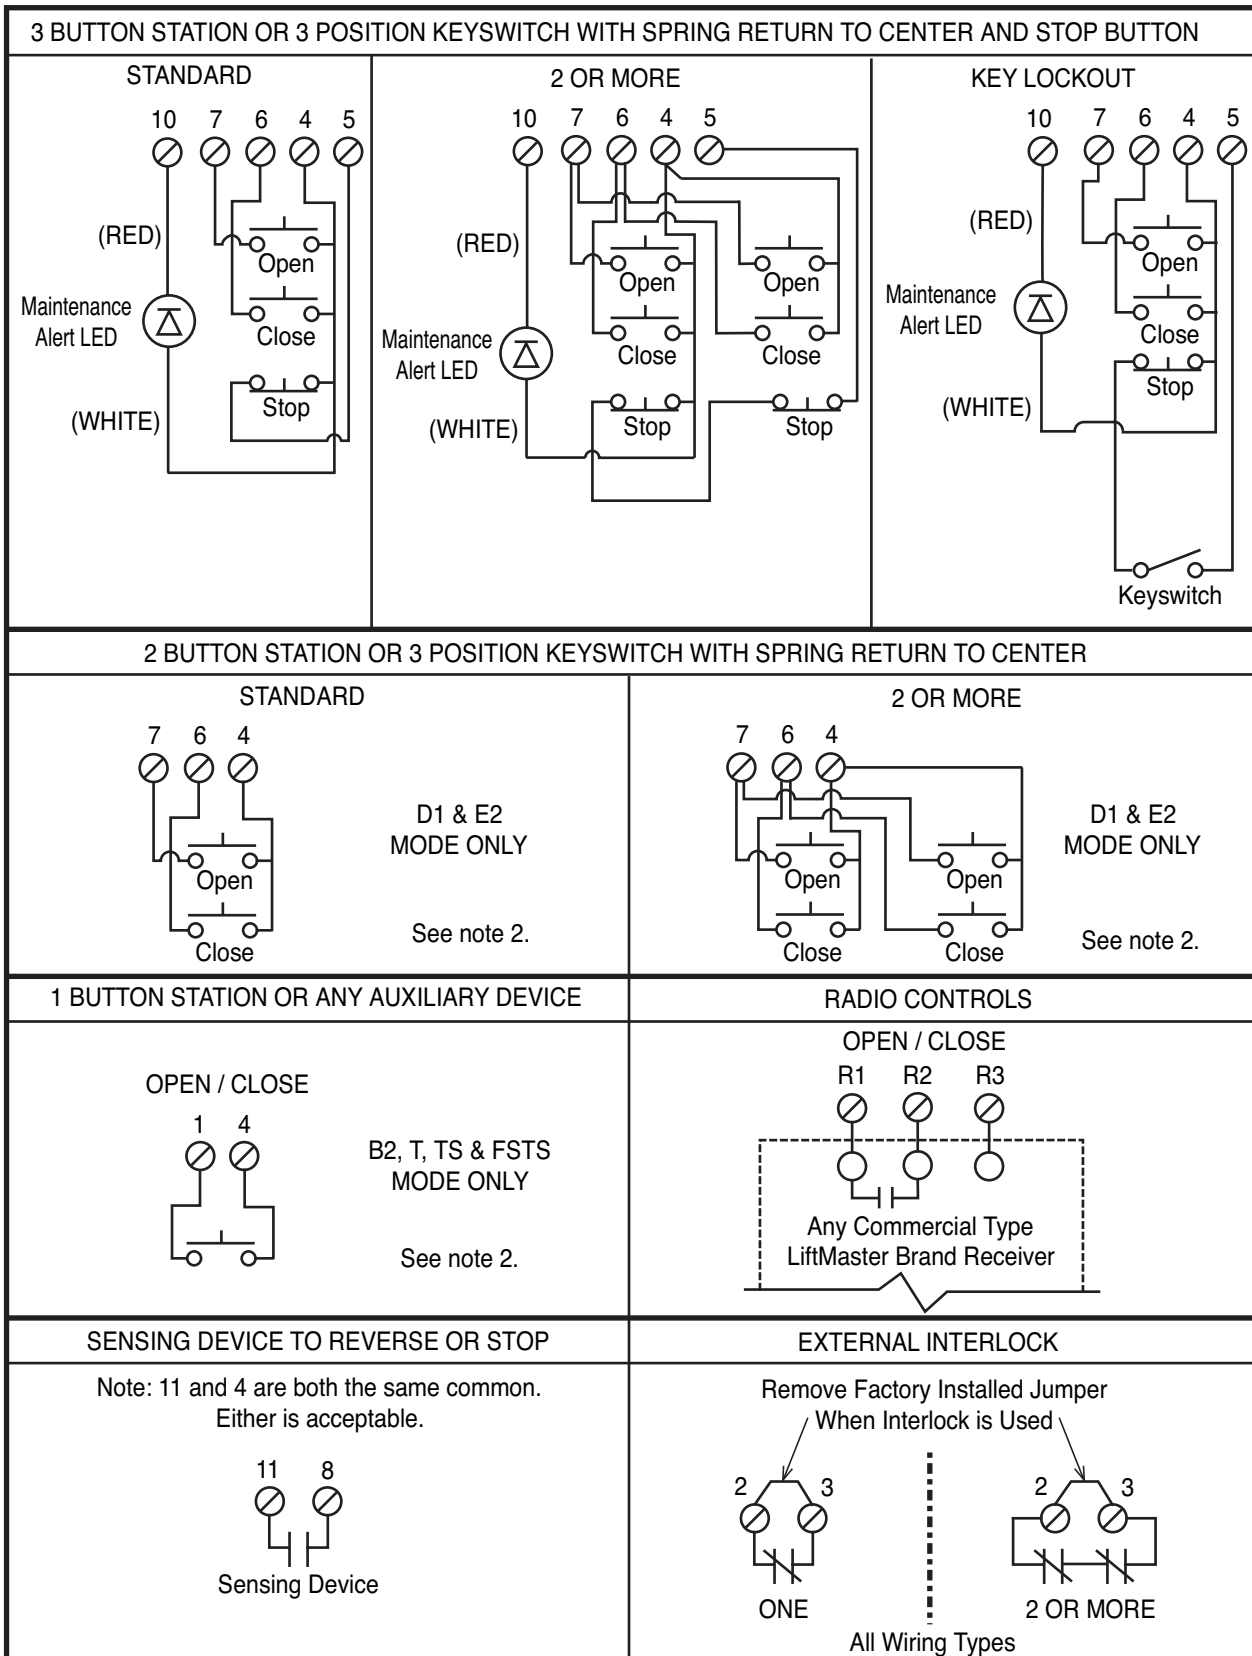 3 BUTTON STATION OR 3 POSITION KEYSWITCH WITH SPRING RETURN TO CENTER AND STOP BUTTON
STANDARD
10 7 6 4 5
(RED)
Open
Maintenance
Alert LED
Close
Stop
(WHITE)
2 OR MORE
10 7 6 4 5
(RED)
Open Open
Maintenance
Alert LED
Close Close
(WHITE)
Stop Stop
KEY LOCKOUT
10 7 6 4 5
(RED)
Open
Maintenance
Alert LED
Close
Stop
(WHITE)
Keyswitch
2 BUTTON STATION OR 3 POSITION KEYSWITCH WITH SPRING RETURN TO CENTER
STANDARD
7 6 4
D1 & E2
MODE ONLY
Open
See note 2.
Close
2 OR MORE
7 6 4
D1 & E2
MODE ONLY
Open Open
See note 2.
Close Close
1 BUTTON STATION OR ANY AUXILIARY DEVICE
OPEN / CLOSE
1 4
B2, T, TS & FSTS
MODE ONLY
See note 2.
RADIO CONTROLS
OPEN / CLOSE
R1 R2 R3
Any Commercial Type
LiftMaster Brand Receiver
SENSING DEVICE TO REVERSE OR STOP
Note: 11 and 4 are both the same common.
Either is acceptable.
11 8
Sensing Device
EXTERNAL INTERLOCK
Remove Factory Installed Jumper
When Interlock is Used
2 3 2 3
ONE 2 OR MORE
All Wiring Types